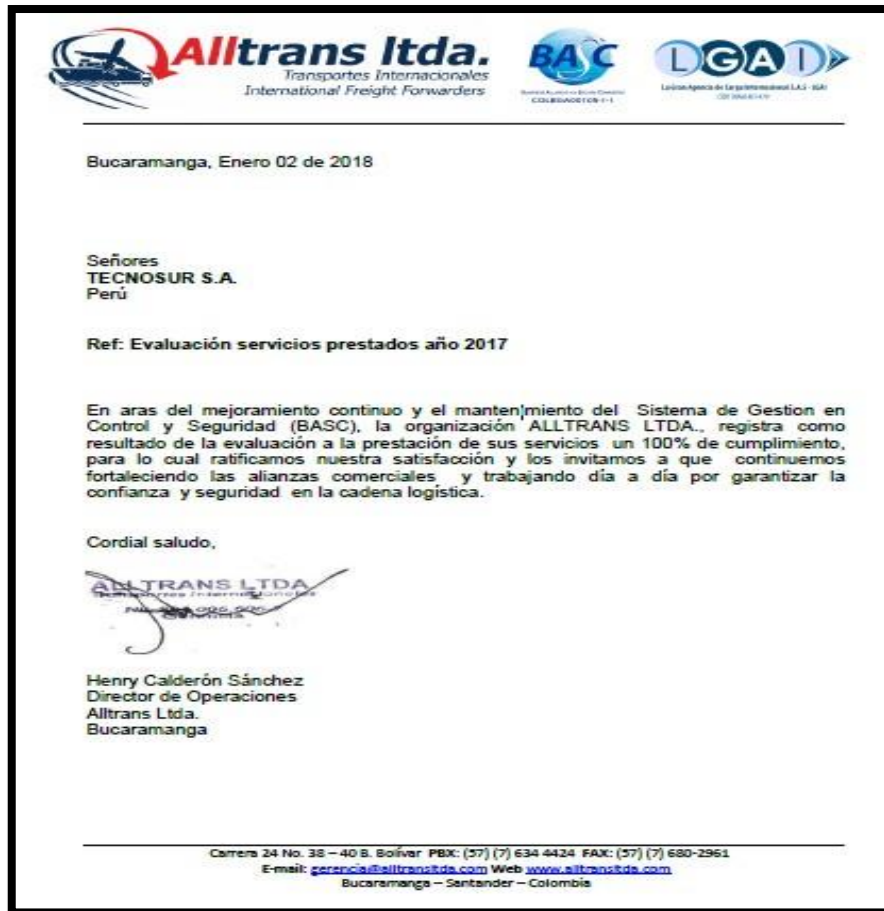 Alltrans ltda.
Transportes Internacionales
International Freight Forwarders
BASC
LGAI
Bucaramanga, Enero 02 de 2018
Señores
TECNOSUR S.A.
Perú
Ref: Evaluación servicios prestados año 2017
En aras del mejoramiento continuo y el mantenimiento del Sistema de Gestion en
Control y Seguridad (BASC), la organización ALLTRANS LTDA., registra como
resultado de la evaluación a la prestación de sus servicios un 100% de cumplimiento,
para lo cual ratificamos nuestra satisfacción y los invitamos a que continuemos
fortaleciendo las alianzas comerciales y trabajando día a día por garantizar la
confianza y seguridad en la cadena logística.
Cordial saludo,
ALLTRANS LTDA
Henry Calderón Sánchez
Director de Operaciones
Alltrans Ltda.
Bucaramanga
Carrera 24 No. 38 – 40 B. Bolívar PBX: (57) (7) 634 4424 FAX: (57) (7) 680-2961
E-mail: gerencia@alltransltda.com Web www.alltransltda.com
Bucaramanga – Santander – Colombia